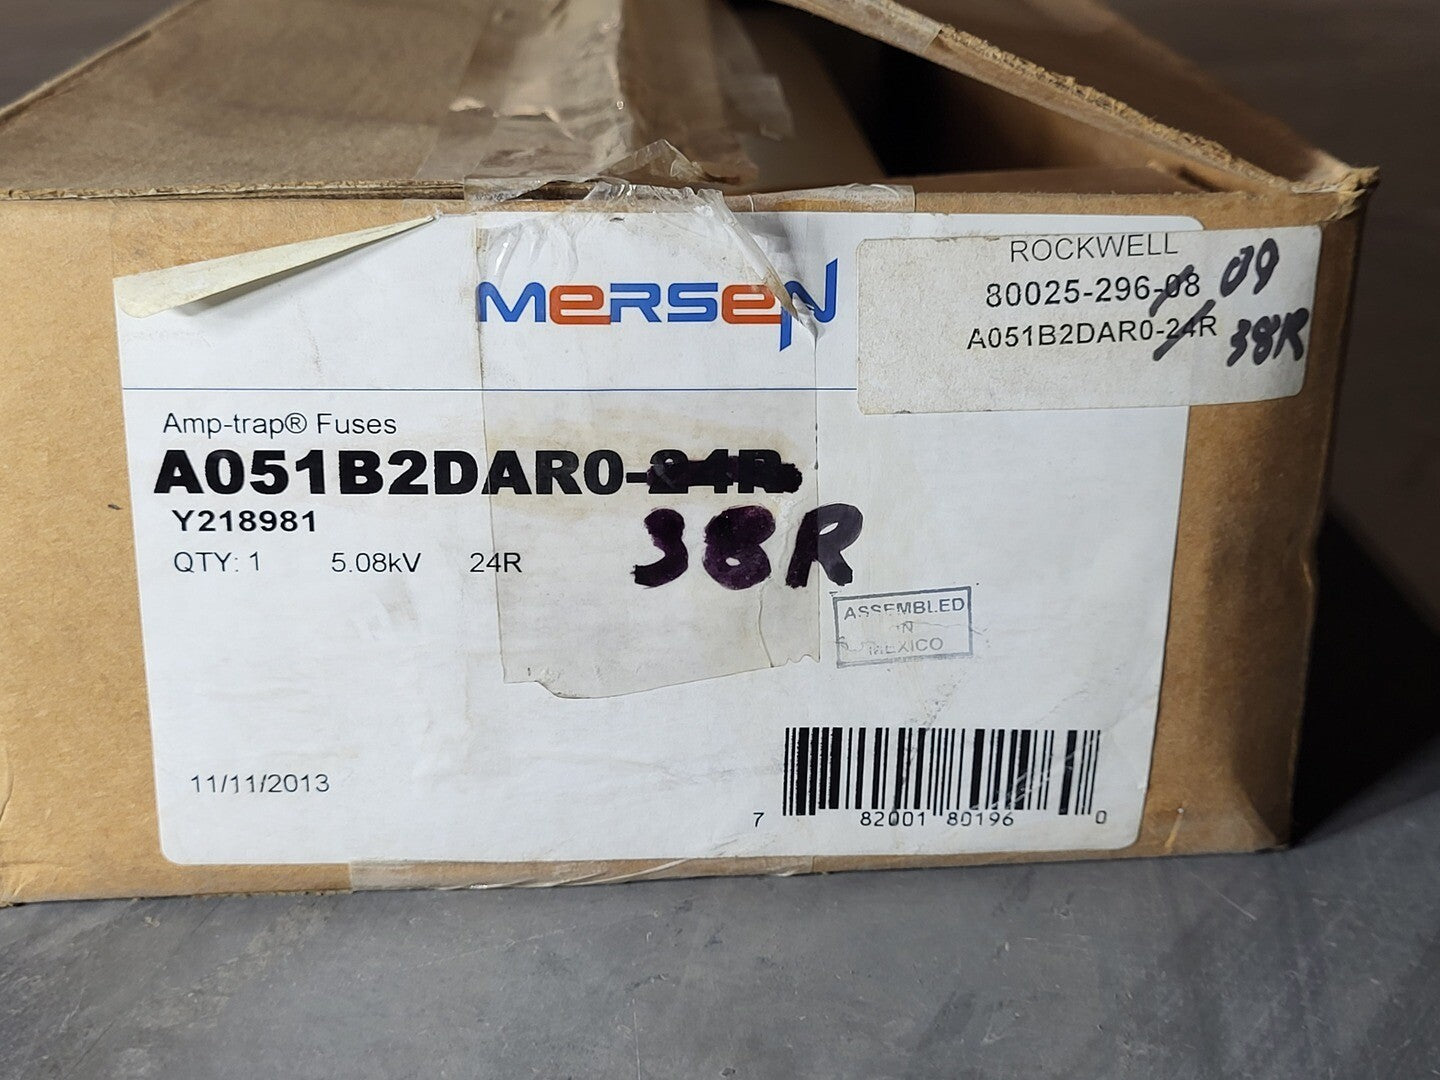 MERSEN
ROCKWELL
80025-296-08 09
A051B2DAR0-24R 38R
Amp-trap® Fuses
A051B2DAR0-24R
38R
Y218981
QTY: 1 5.08kV 24R
ASSEMBLED
IN
MEXICO
11/11/2013
7 82001 80196 0